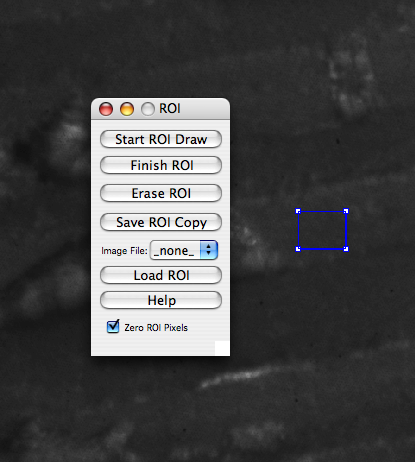 ROI
Start ROI Draw
Finish ROI
Erase ROI
Save ROI Copy
Image File: _none_
Load ROI
Help
Zero ROI Pixels